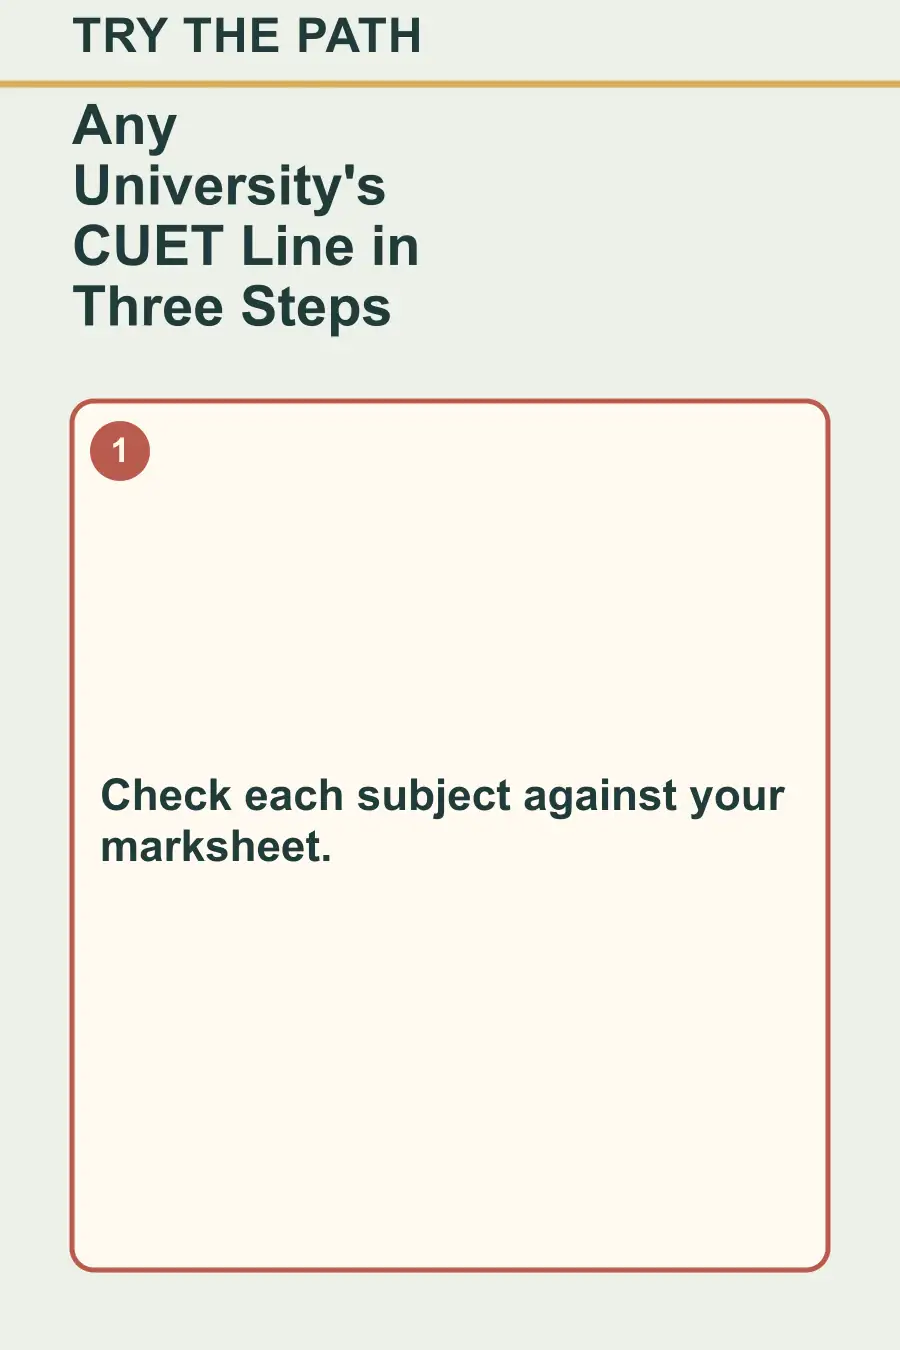 TRY THE PATH
Any
University's
CUET Line in
Three Steps
1
Check each subject against your
marksheet.